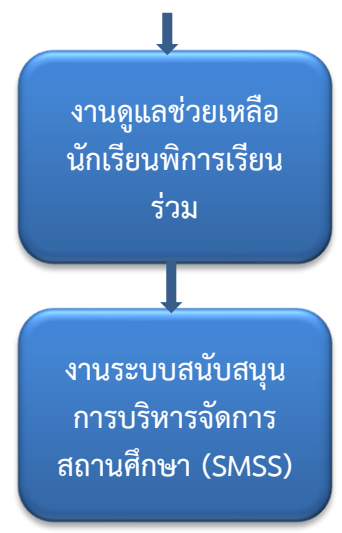 งานดูแลช่วยเหลือ
นักเรียนพิการเรียน
ร่วม
งานระบบสนับสนุน
การบริหารจัดการ
สถานศึกษา (SMSS)